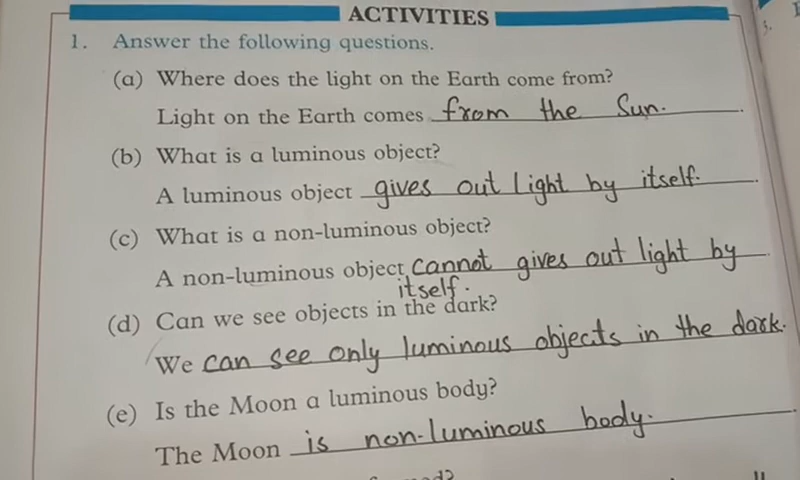 ACTIVITIES
1. Answer the following questions.
(a) Where does the light on the Earth come from?
Light on the Earth comes from the Sun.
(b) What is a luminous object?
A luminous object gives out light by itself.
(c) What is a non-luminous object?
A non-luminous object cannot gives out light by
itself.
(d) Can we see objects in the dark?
We can see only luminous objects in the dark.
(e) Is the Moon a luminous body?
The Moon is non-luminous body.